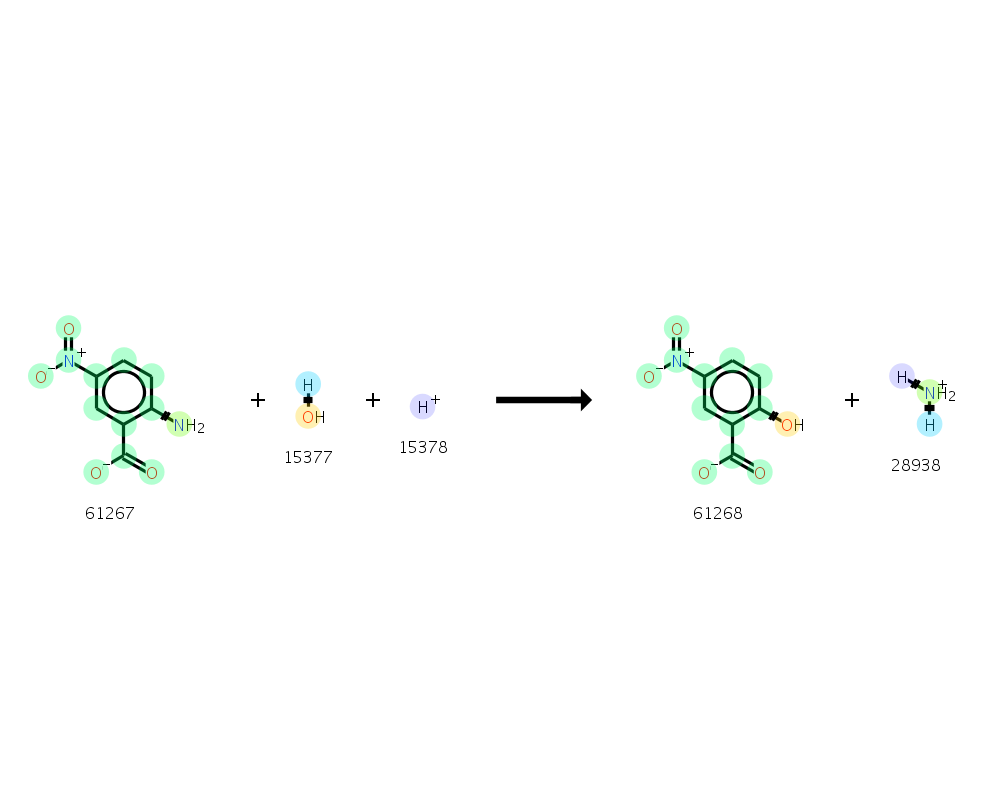 O O
N + N +
O - O -
H H NH2 +
NH2 + OH + H + OH + H
O - O O - O
15377 15378 28938
61267 61268